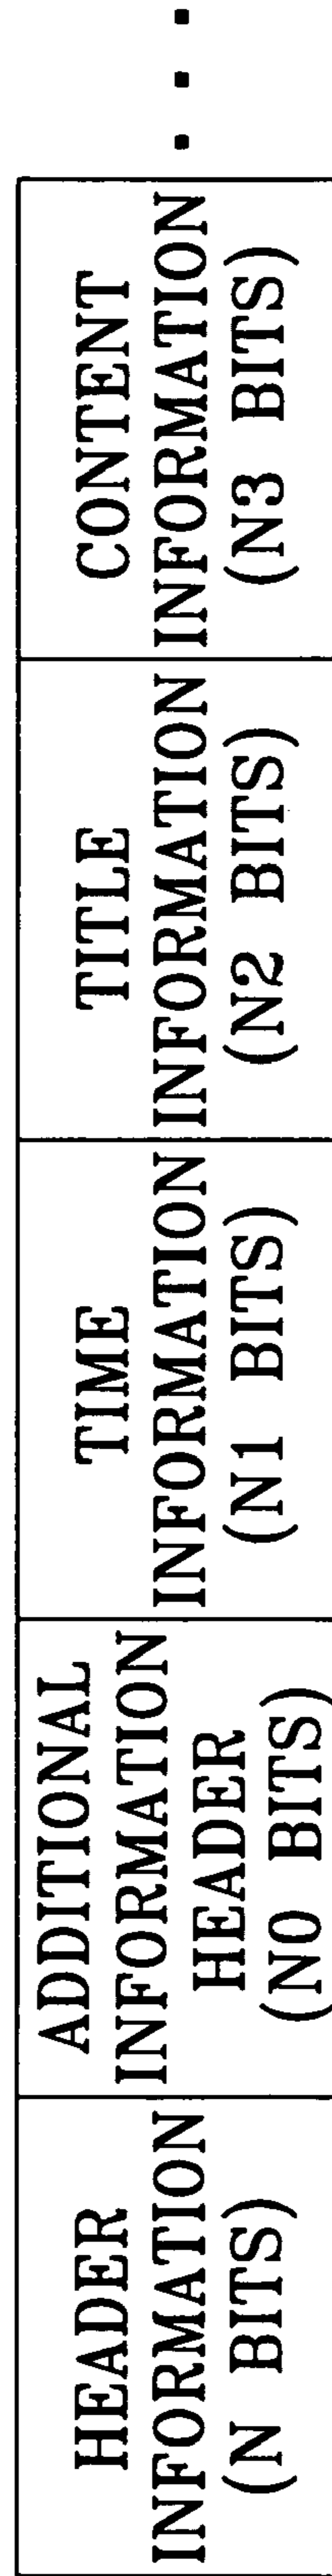 HEADER
INFORMATION
(N BITS)
ADDITIONAL
INFORMATION
HEADER
(N0 BITS)
TIME
INFORMATION
(N1 BITS)
TITLE
INFORMATION
(N2 BITS)
CONTENT
INFORMATION
(N3 BITS)
. . .